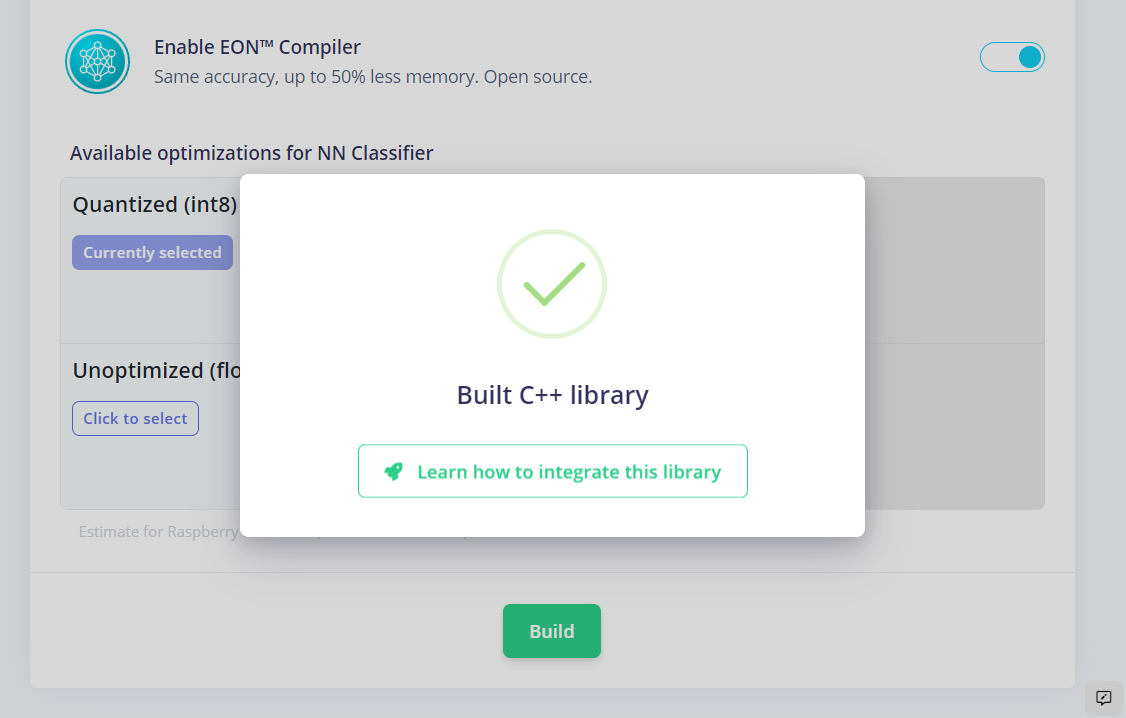 Enable EON™ Compiler
Same accuracy, up to 50% less memory. Open source.
Available optimizations for NN Classifier
Quantized (int8)
Currently selected
Unoptimized (flo
Click to select
Built C++ library
Learn how to integrate this library
Estimate for Raspberry
Build